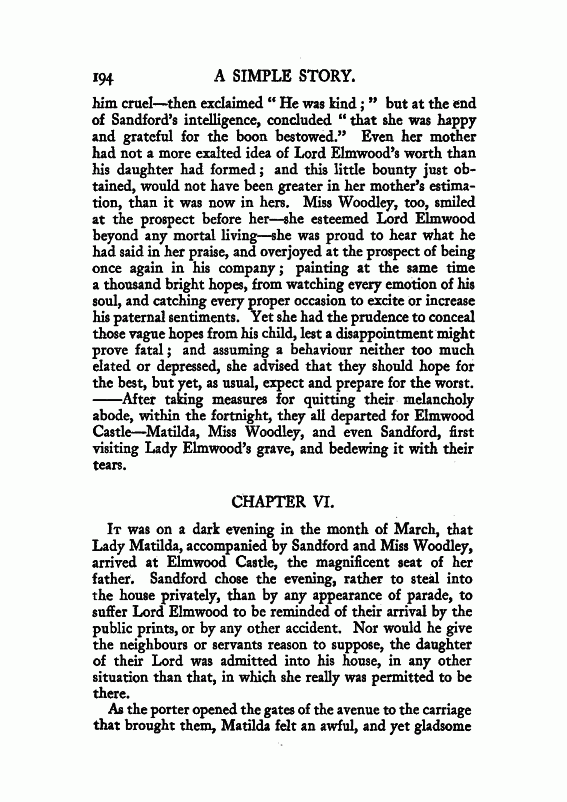 194 A SIMPLE STORY.
him cruel—then exclaimed “ He was kind ; ” but at the end
of Sandford's intelligence, concluded “ that she was happy
and grateful for the boon bestowed.” Even her mother
had not a more exalted idea of Lord Elmwood's worth than
his daughter had formed ; and this little bounty just ob-
tained, would not have been greater in her mother's estima-
tion, than it was now in hers. Miss Woodley, too, smiled
at the prospect before her—she esteemed Lord Elmwood
beyond any mortal living—she was proud to hear what he
had said in her praise, and overjoyed at the prospect of being
once again in his company ; painting at the same time
a thousand bright hopes, from watching every emotion of his
soul, and catching every proper occasion to excite or increase
his paternal sentiments. Yet she had the prudence to conceal
those vague hopes from his child, lest a disappointment might
prove fatal ; and assuming a behaviour neither too much
elated or depressed, she advised that they should hope for
the best, but yet, as usual, expect and prepare for the worst.
——After taking measures for quitting their melancholy
abode, within the fortnight, they all departed for Elmwood
Castle—Matilda, Miss Woodley, and even Sandford, first
visiting Lady Elmwood's grave, and bedewing it with their
tears.
CHAPTER VI.
IT was on a dark evening in the month of March, that
Lady Matilda, accompanied by Sandford and Miss Woodley,
arrived at Elmwood Castle, the magnificent seat of her
father. Sandford chose the evening, rather to steal into
the house privately, than by any appearance of parade, to
suffer Lord Elmwood to be reminded of their arrival by the
public prints, or by any other accident. Nor would he give
the neighbours or servants reason to suppose, the daughter
of their Lord was admitted into his house, in any other
situation than that, in which she really was permitted to be
there.
As the porter opened the gates of the avenue to the carriage
that brought them, Matilda felt an awful, and yet gladsome